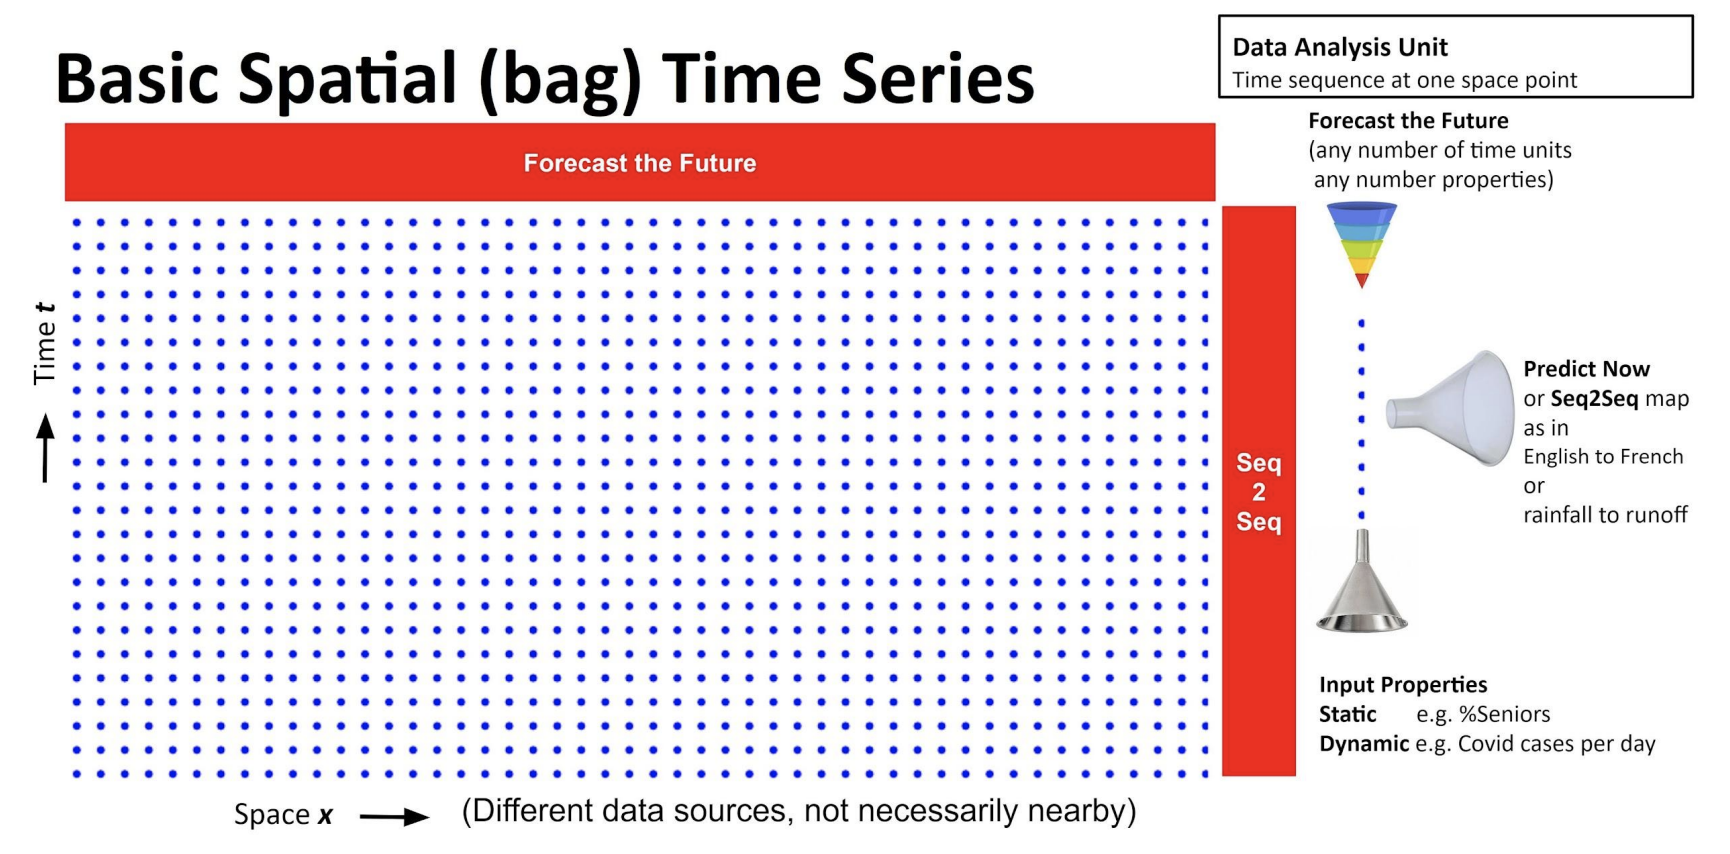 Basic Spatial (bag) Time Series
Data Analysis Unit
Time sequence at one space point
Forecast the Future
Forecast the Future
(any number of time units
any number properties)
Time t
Seq
2
Seq
Predict Now
or Seq2Seq map
as in
English to French
or
rainfall to runoff
Input Properties
Static e.g. %Seniors
Dynamic e.g. Covid cases per day
Space x (Different data sources, not necessarily nearby)